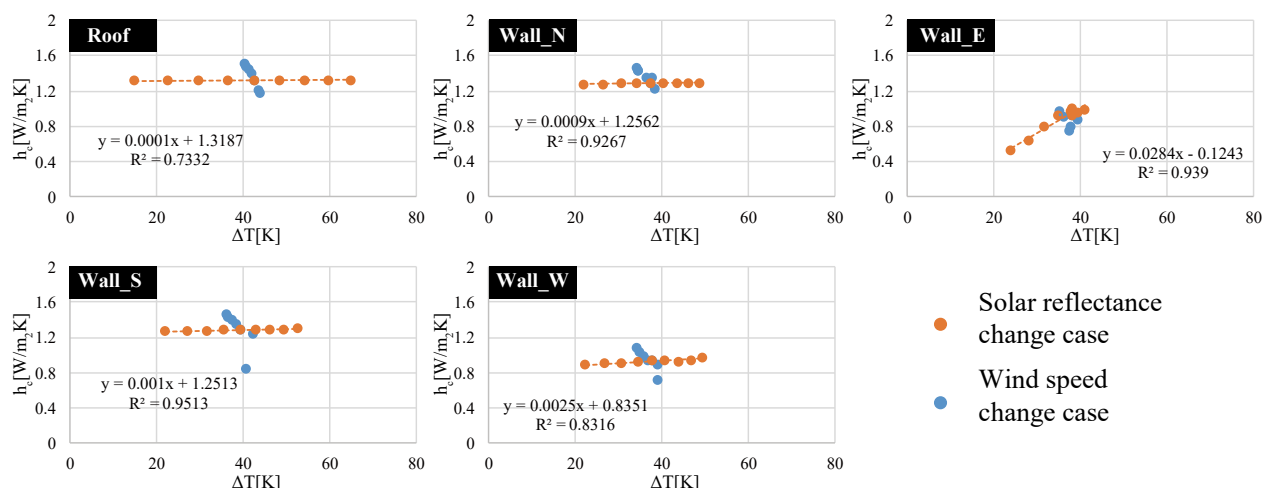 Roof
h_c[W/m_2K]
2
1.6
1.2
0.8
0.4
0
y = 0.0001x + 1.3187
R² = 0.7332
0 20 40 60 80
ΔT[K]
Wall_N
h_c[W/m_2K]
2
1.6
1.2
0.8
0.4
0
y = 0.0009x + 1.2562
R² = 0.9267
0 20 40 60 80
ΔT[K]
Wall_E
h_c[W/m_2K]
2
1.6
1.2
0.8
0.4
0
y = 0.0284x - 0.1243
R² = 0.939
0 20 40 60 80
ΔT[K]
Wall_S
h_c[W/m_2K]
2
1.6
1.2
0.8
0.4
0
y = 0.001x + 1.2513
R² = 0.9513
0 20 40 60 80
ΔT[K]
Wall_W
h_c[W/m_2K]
2
1.6
1.2
0.8
0.4
0
y = 0.0025x + 0.8351
R² = 0.8316
0 20 40 60 80
ΔT[K]
Solar reflectance
change case
Wind speed
change case